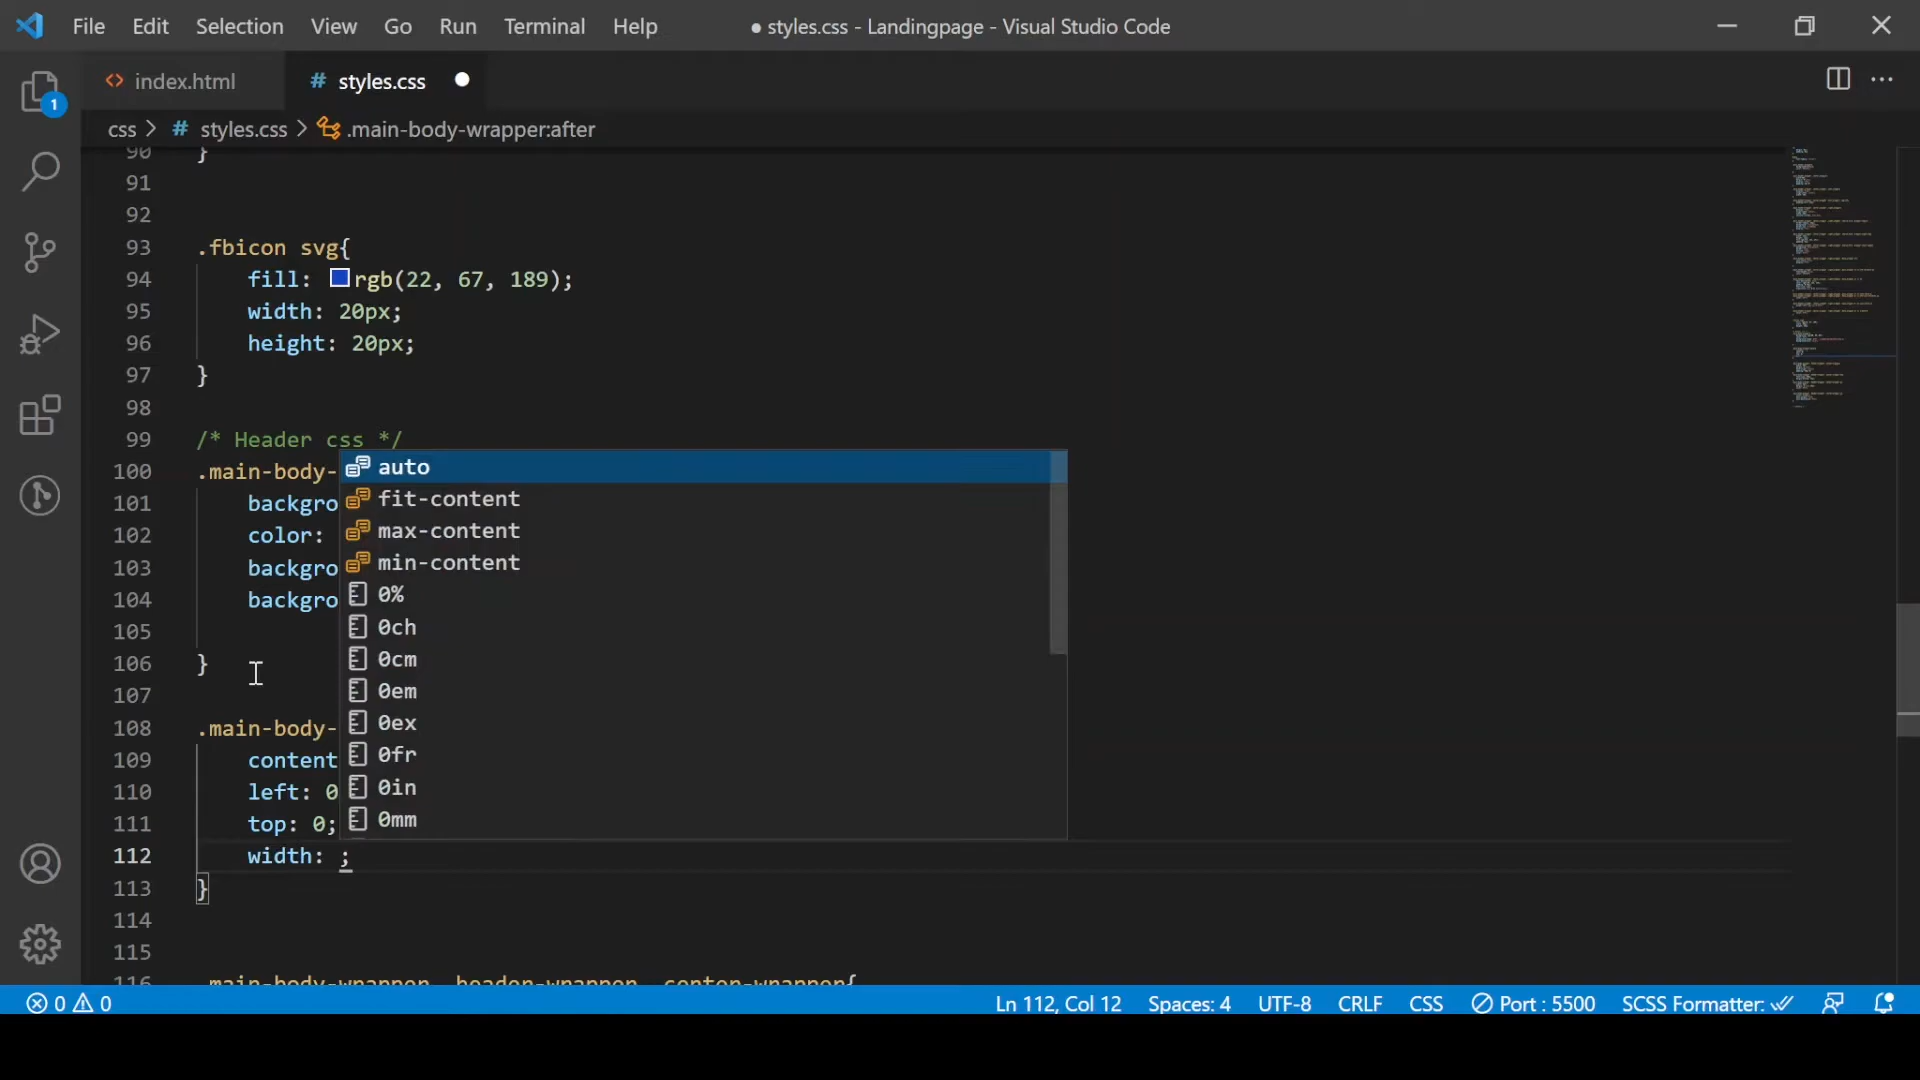 File Edit Selection View Go Run Terminal Help ● styles.css - Landingpage - Visual Studio Code
<> index.html # styles.css ●
css > # styles.css > .main-body-wrapper:after
90 }
91
92
93 .fbicon svg{
94 fill: rgb(22, 67, 189);
95 width: 20px;
96 height: 20px;
97 }
98
99 /* Header css */
100 .main-body-
101 backgro
102 color:
103 backgro
104 backgro
105
106 }
107
108 .main-body-
109 content
110 left: 0
111 top: 0;
112 width: ;
113 }
114
115
116 .main-body-wrapper .header-wrapper .conten-wrapper{
auto
fit-content
max-content
min-content
0%
0ch
0cm
0em
0ex
0fr
0in
0mm
1
0 0 Ln 112, Col 12 Spaces: 4 UTF-8 CRLF CSS Port : 5500 SCSS Formatter: